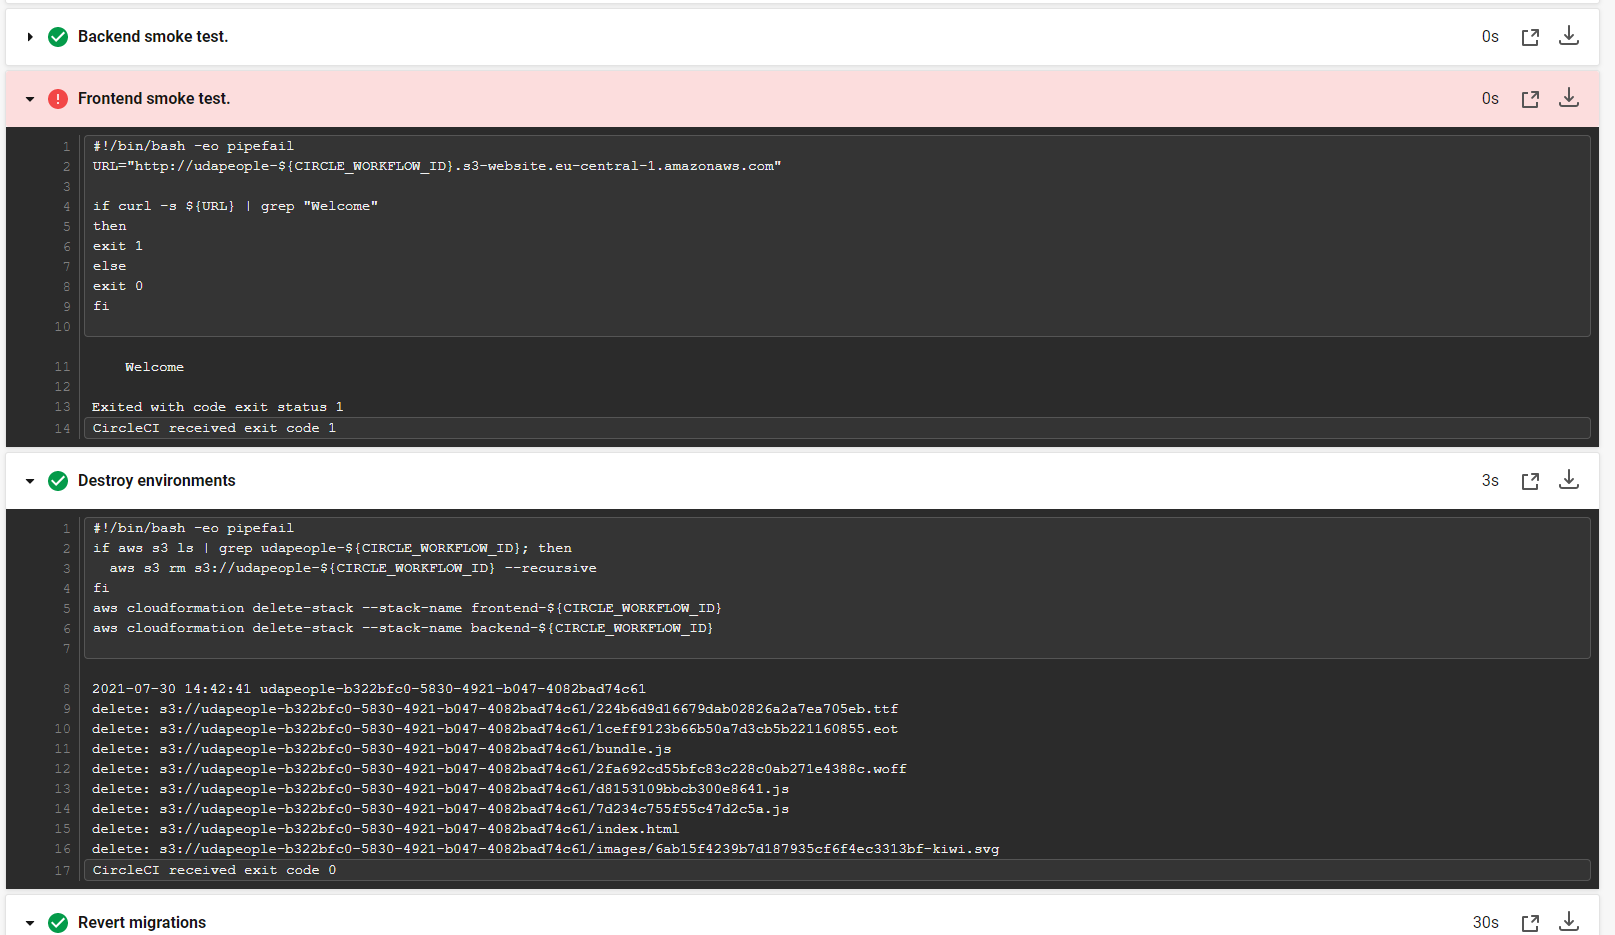 Backend smoke test.
0s
Frontend smoke test.
0s
1 #!/bin/bash -eo pipefail
2 URL="http://udapeople-${CIRCLE_WORKFLOW_ID}.s3-website.eu-central-1.amazonaws.com"
3
4 if curl -s ${URL} | grep "Welcome"
5 then
6 exit 1
7 else
8 exit 0
9 fi
10
11 Welcome
12
13 Exited with code exit status 1
14 CircleCI received exit code 1
Destroy environments
3s
1 #!/bin/bash -eo pipefail
2 if aws s3 ls | grep udapeople-${CIRCLE_WORKFLOW_ID}; then
3 aws s3 rm s3://udapeople-${CIRCLE_WORKFLOW_ID} --recursive
4 fi
5 aws cloudformation delete-stack --stack-name frontend-${CIRCLE_WORKFLOW_ID}
6 aws cloudformation delete-stack --stack-name backend-${CIRCLE_WORKFLOW_ID}
7
8 2021-07-30 14:42:41 udapeople-b322bfc0-5830-4921-b047-4082bad74c61
9 delete: s3://udapeople-b322bfc0-5830-4921-b047-4082bad74c61/224b6d9d16679dab02826a2a7ea705eb.ttf
10 delete: s3://udapeople-b322bfc0-5830-4921-b047-4082bad74c61/1ceff9123b66b50a7d3cb5b221160855.eot
11 delete: s3://udapeople-b322bfc0-5830-4921-b047-4082bad74c61/bundle.js
12 delete: s3://udapeople-b322bfc0-5830-4921-b047-4082bad74c61/2fa692cd55bfc83c228c0ab271e4388c.woff
13 delete: s3://udapeople-b322bfc0-5830-4921-b047-4082bad74c61/d8153109bbcb300e8641.js
14 delete: s3://udapeople-b322bfc0-5830-4921-b047-4082bad74c61/7d234c755f55c47d2c5a.js
15 delete: s3://udapeople-b322bfc0-5830-4921-b047-4082bad74c61/index.html
16 delete: s3://udapeople-b322bfc0-5830-4921-b047-4082bad74c61/images/6ab15f4239b7d187935cf6f4ec3313bf-kiwi.svg
17 CircleCI received exit code 0
Revert migrations
30s